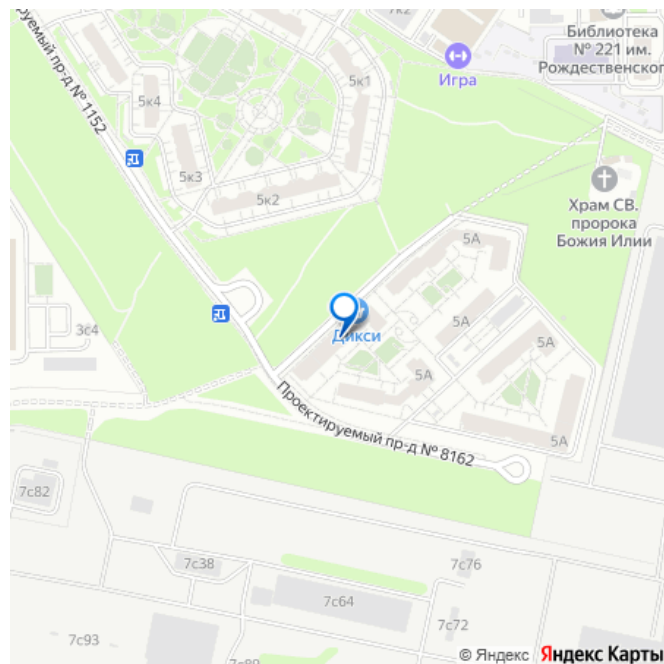 7к2
Библиотека
№ 221 им.
Рождественског
Игра
уемый пр-д № 1152
5к1
5к4
5к3
5к2
Храм СВ.
пророка
Божия Илии
5А
Дикси
5А
5А
5А
3с4
5А
Проектируемый пр-д № 8162
7с82
7с38
7с76
7с64
7с72
7с93
© Яндекс Яндекс Карты